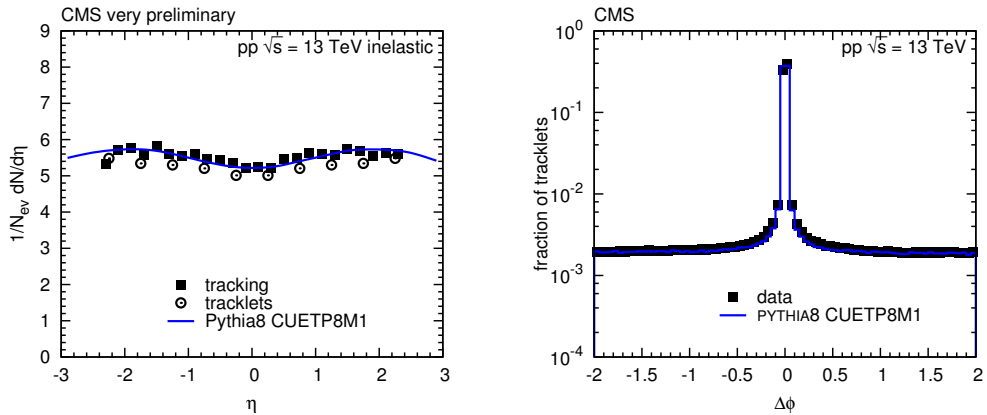 CMS very preliminary
pp √s = 13 TeV inelastic
9
8
7
6
5
4
3
2
1
0
1/N_ev dN/dη
tracking
tracklets
Pythia8 CUETP8M1
-3 -2 -1 0 1 2 3
η
CMS
pp √s = 13 TeV
10^0
10^-1
10^-2
10^-3
10^-4
fraction of tracklets
data
PYTHIA8 CUETP8M1
-2 -1.5 -1 -0.5 0 0.5 1 1.5 2
Δϕ